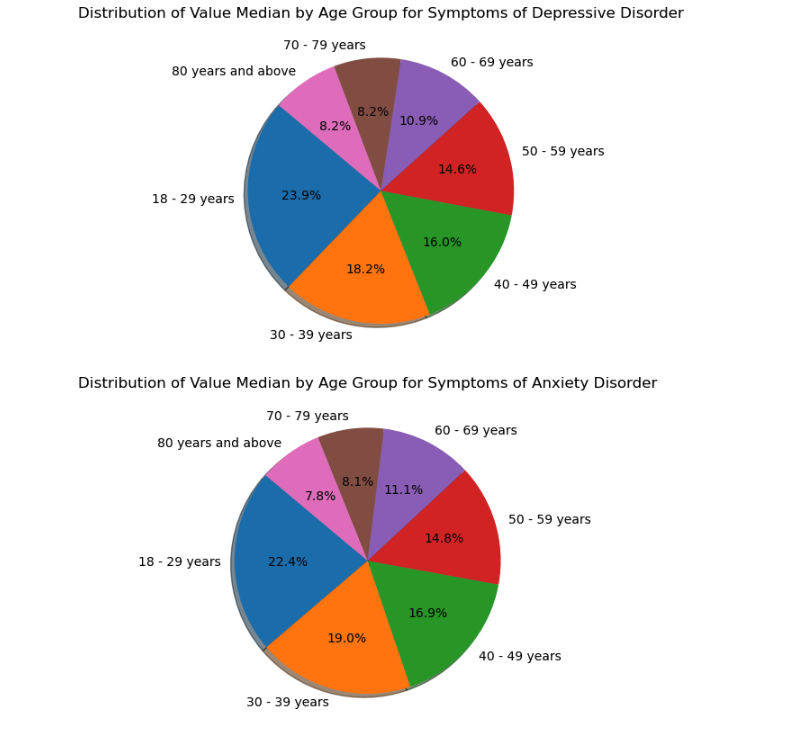 Distribution of Value Median by Age Group for Symptoms of Depressive Disorder
70 - 79 years
60 - 69 years
80 years and above
8.2%
10.9%
8.2%
50 - 59 years
14.6%
18 - 29 years
23.9%
16.0%
18.2%
40 - 49 years
30 - 39 years
Distribution of Value Median by Age Group for Symptoms of Anxiety Disorder
70 - 79 years
60 - 69 years
80 years and above
8.1%
11.1%
7.8%
50 - 59 years
14.8%
18 - 29 years
22.4%
16.9%
19.0%
40 - 49 years
30 - 39 years